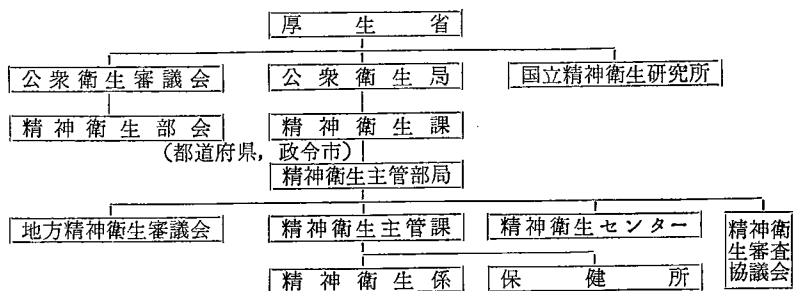 厚生省
公衆衛生審議会 公衆衛生局 国立精神衛生研究所
精神衛生部会 精神衛生課
(都道府県,政令市)
精神衛生主管部局
地方精神衛生審議会 精神衛生主管課 精神衛生センター
精神衛
生審査
協議会
精神衛生係 保健所